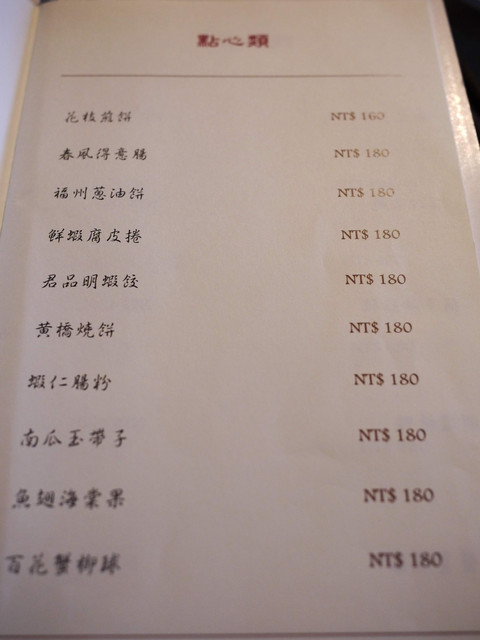 點心類
花枝煎餅 NT$ 160
春風得意腸 NT$ 180
福州蔥油餅 NT$ 180
鮮蝦腐皮捲 NT$ 180
君品明蝦餃 NT$ 180
黃橋燒餅 NT$ 180
蝦仁腸粉 NT$ 180
南瓜玉帶子 NT$ 180
魚翅海棠果 NT$ 180
百花蟹柳球 NT$ 180